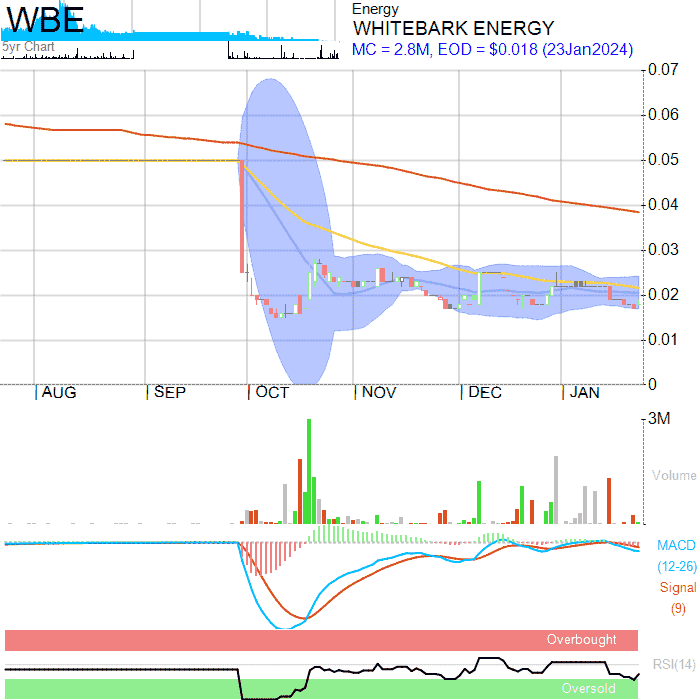 WBE
5yr Chart
Energy
WHITEBARK ENERGY
MC = 2.8M, EOD = $0.018 (23Jan2024)
0.07
0.06
0.05
0.04
0.03
0.02
0.01
0
AUG SEP OCT NOV DEC JAN
3M
Volume
MACD
(12-26)
Signal
(9)
Overbought
RSI(14)
Oversold